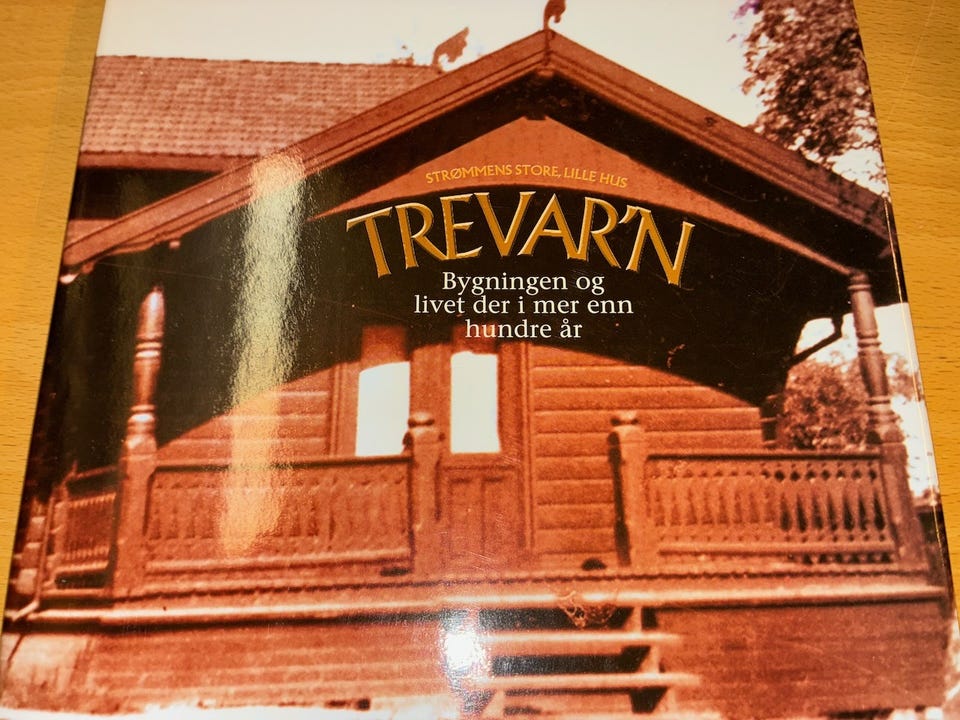 STRØMMENS STORE, LILLE HUS
TREVAR'N
Bygningen og
livet der i mer enn
hundre år